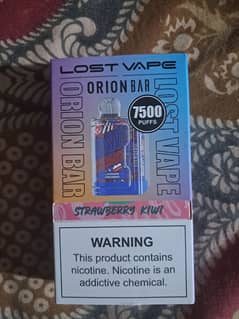 LOST VAPE
ORION BAR
7500
PUFFS
ORION BAR
LOST VAPE
STRAWBERRY KIWI
WARNING
This product contains
nicotine. Nicotine is an
addictive chemical.